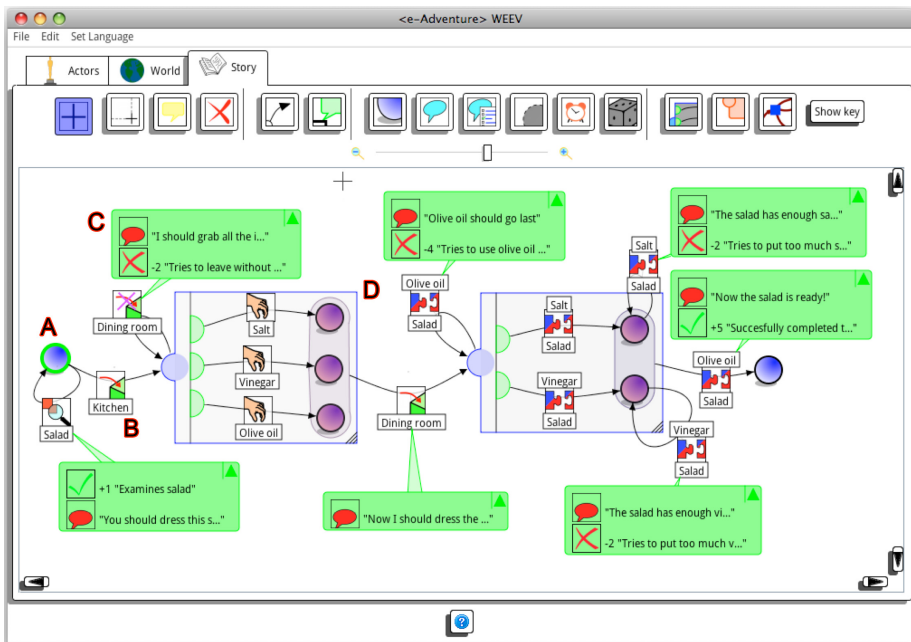 <e-Adventure> WEEV
File Edit Set Language
Actors
World
Story
Show key
C
"I should grab all the i..."
-2 "Tries to leave without ..."
Dining room
A
Salad
Kitchen
B
+1 "Examines salad"
"You should dress this s..."
Salt
Vinegar
Olive oil
D
"Olive oil should go last"
-4 "Tries to use olive oil ..."
Olive oil
Salad
Dining room
"Now I should dress the ..."
Salt
Salad
Vinegar
Salad
"The salad has enough sa..."
-2 "Tries to put too much s..."
Salt
Salad
"Now the salad is ready!"
+5 "Succesfully completed t..."
Olive oil
Salad
Vinegar
Salad
"The salad has enough vi..."
-2 "Tries to put too much v..."
?